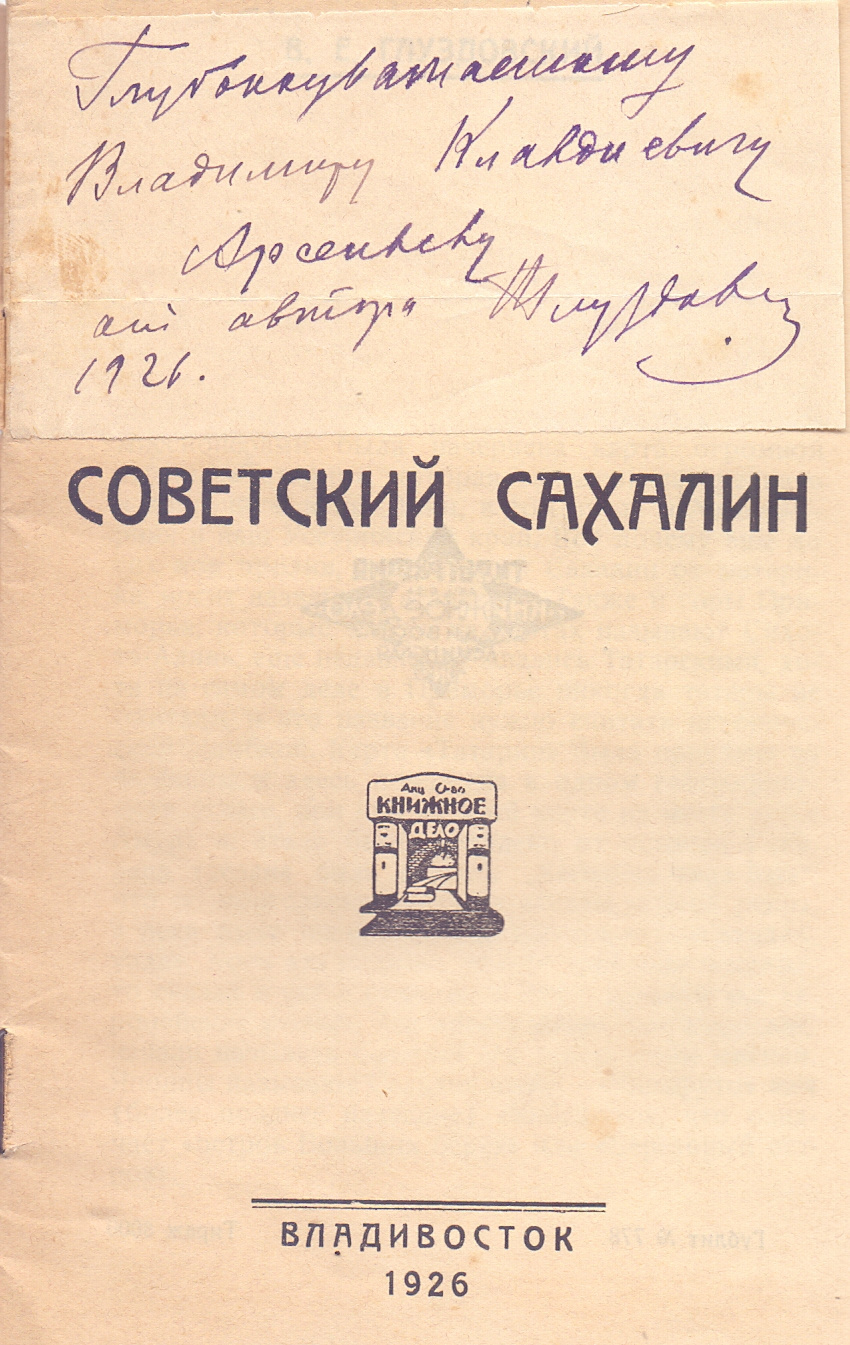 Глубокоуважаемому
Владимиру Клавдиевичу
Арсеньеву
от автора
1926.
СОВЕТСКИЙ САХАЛИН
Акц О-во
КНИЖНОЕ
ДЕЛО
ВЛАДИВОСТОК
1926